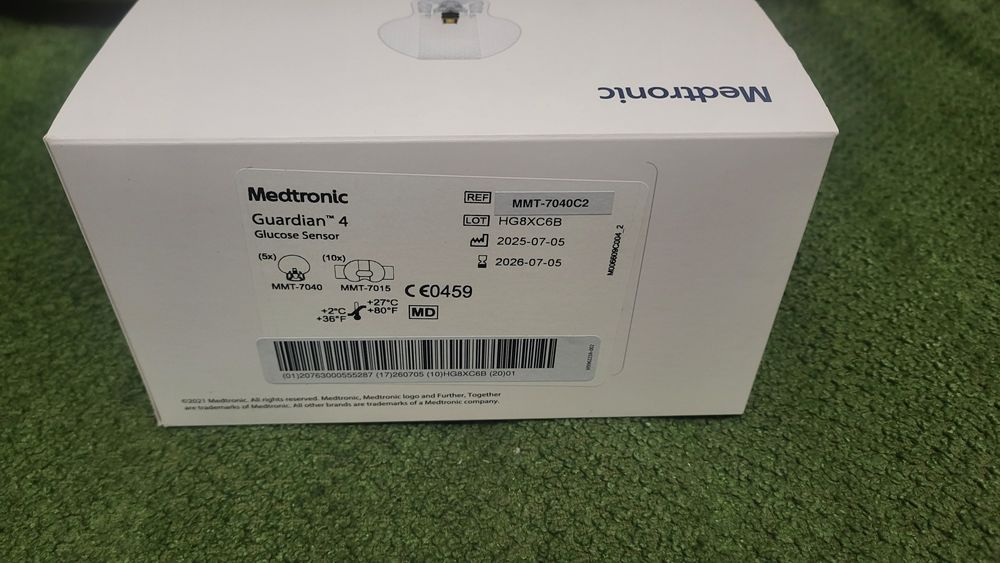 Medtronic
Medtronic
Guardian™ 4
Glucose Sensor
(5x)
MMT-7040
(10x)
MMT-7015
+2°C
+36°F
+27°C
+80°F
CE0459
MD
REF MMT-7040C2
LOT HG8XC6B
2025-07-05
2026-07-05
(01)20763000555287 (17)260705 (10)HG8XC6B (20)01
©2021 Medtronic. All rights reserved. Medtronic, Medtronic logo and Further, Together
are trademarks of Medtronic. All other brands are trademarks of a Medtronic company.